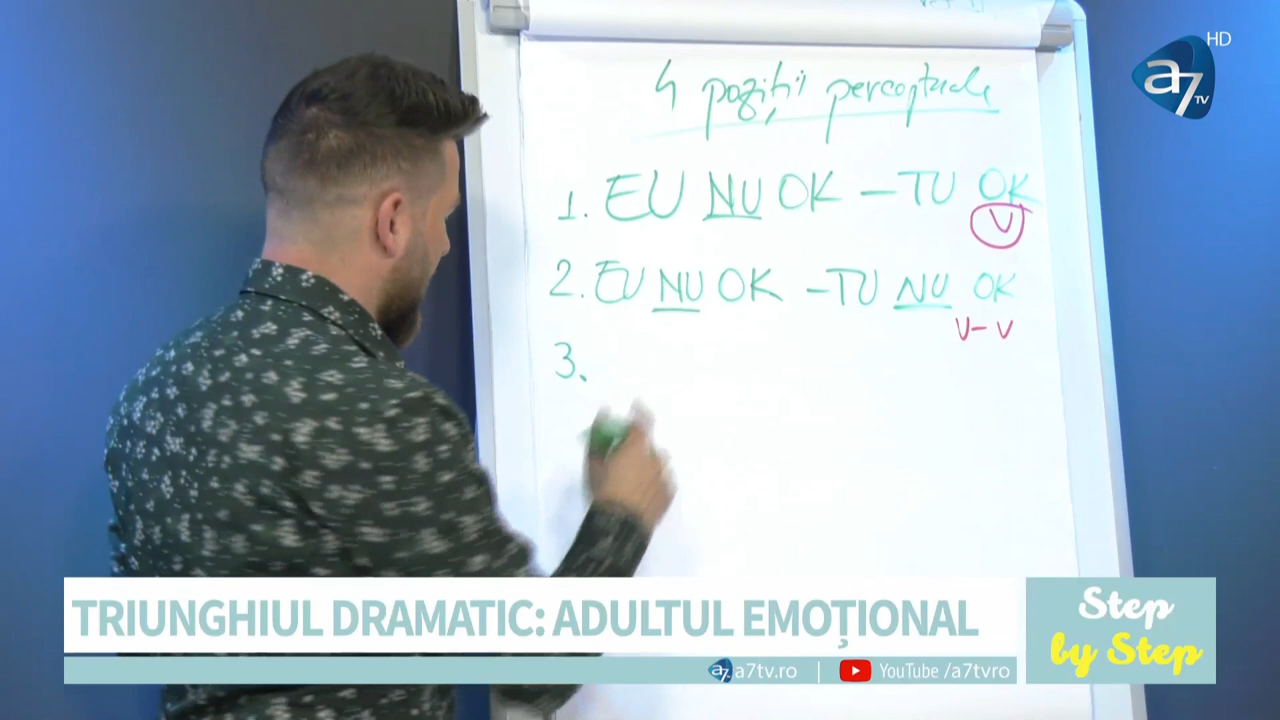 HD
a7 TV
4 poziții perceptuale
1. EU NU OK – TU OK
V
2. EU NU OK – TU NU OK
V – V
3.
TRIUNGHIUL DRAMATIC: ADULTUL EMOȚIONAL
Step
by Step
a7 a7tv.ro | YouTube /a7tvro